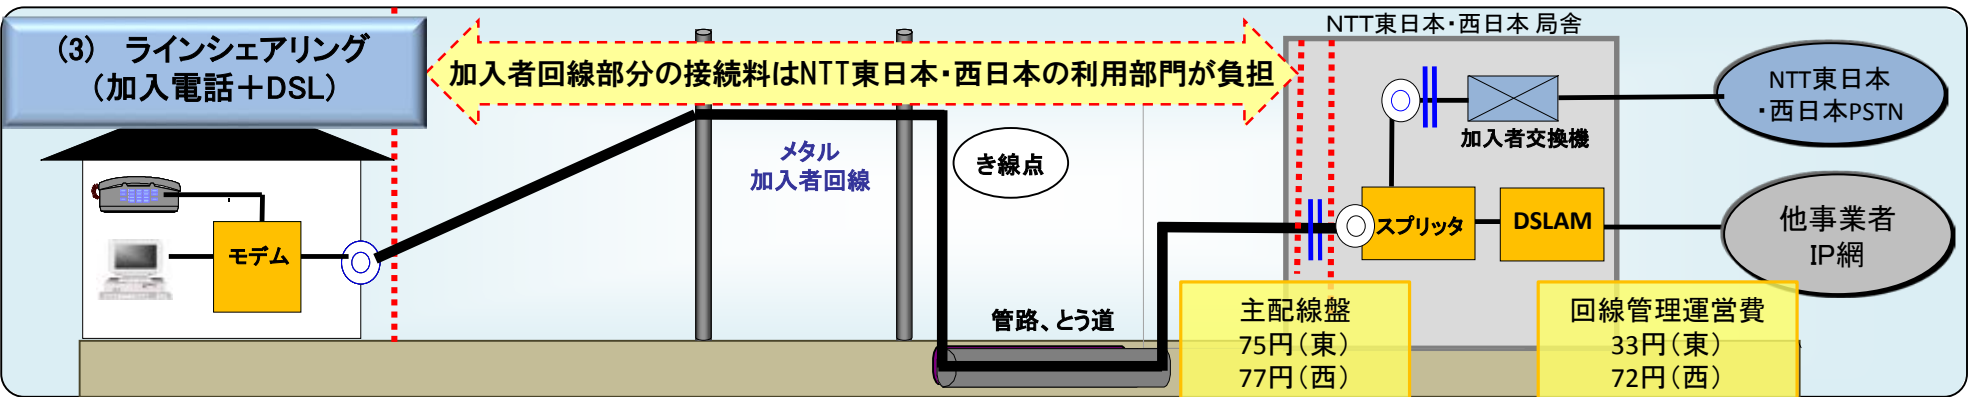 (3)　ラインシェアリング
(加入電話＋DSL)
加入者回線部分の接続料はNTT東日本・西日本の利用部門が負担
NTT東日本・西日本 局舎
NTT東日本
・西日本PSTN
加入者交換機
メタル
加入者回線
き線点
モデム
スプリッタ
DSLAM
他事業者
IP網
管路、とう道
主配線盤
75円（東）
77円（西）
回線管理運営費
33円（東）
72円（西）